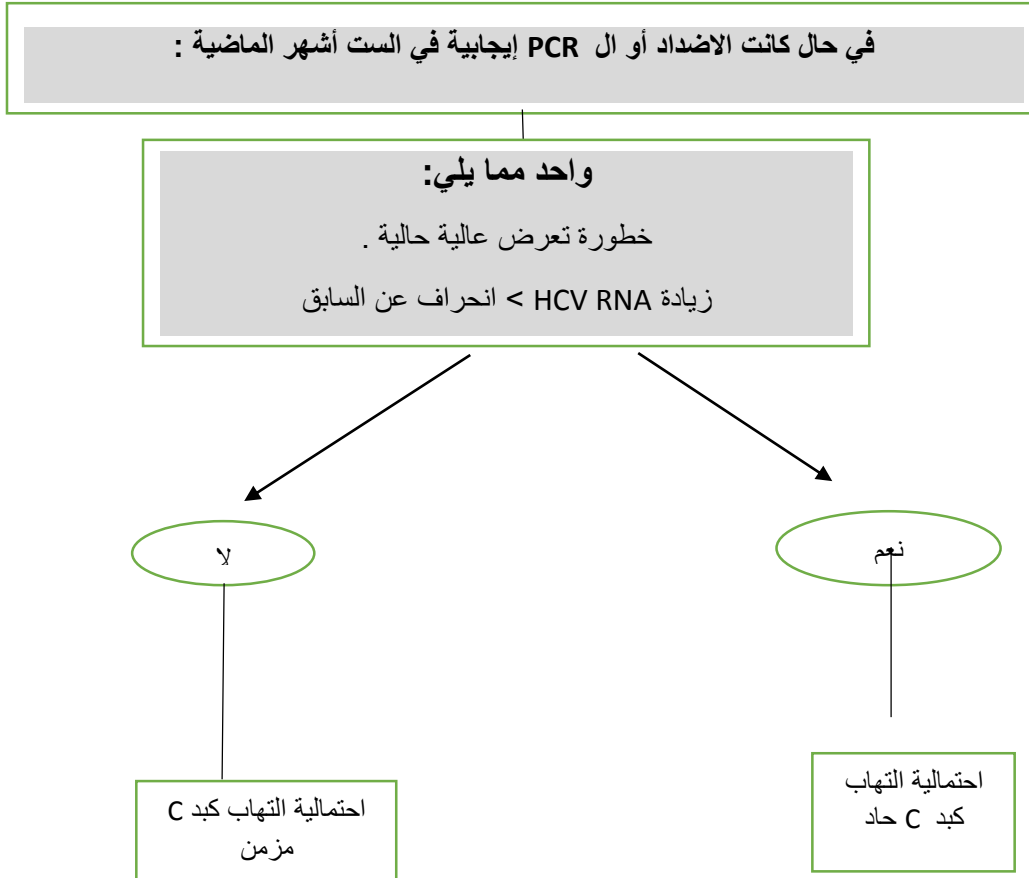 في حال كانت الاضداد أو ال PCR إيجابية في الست أشهر الماضية :
واحد مما يلي:
خطورة تعرض عالية حالية .
زيادة HCV RNA > انحراف عن السابق
نعم
لا
احتمالية التهاب
كبد C حاد
احتمالية التهاب كبد C
مزمن